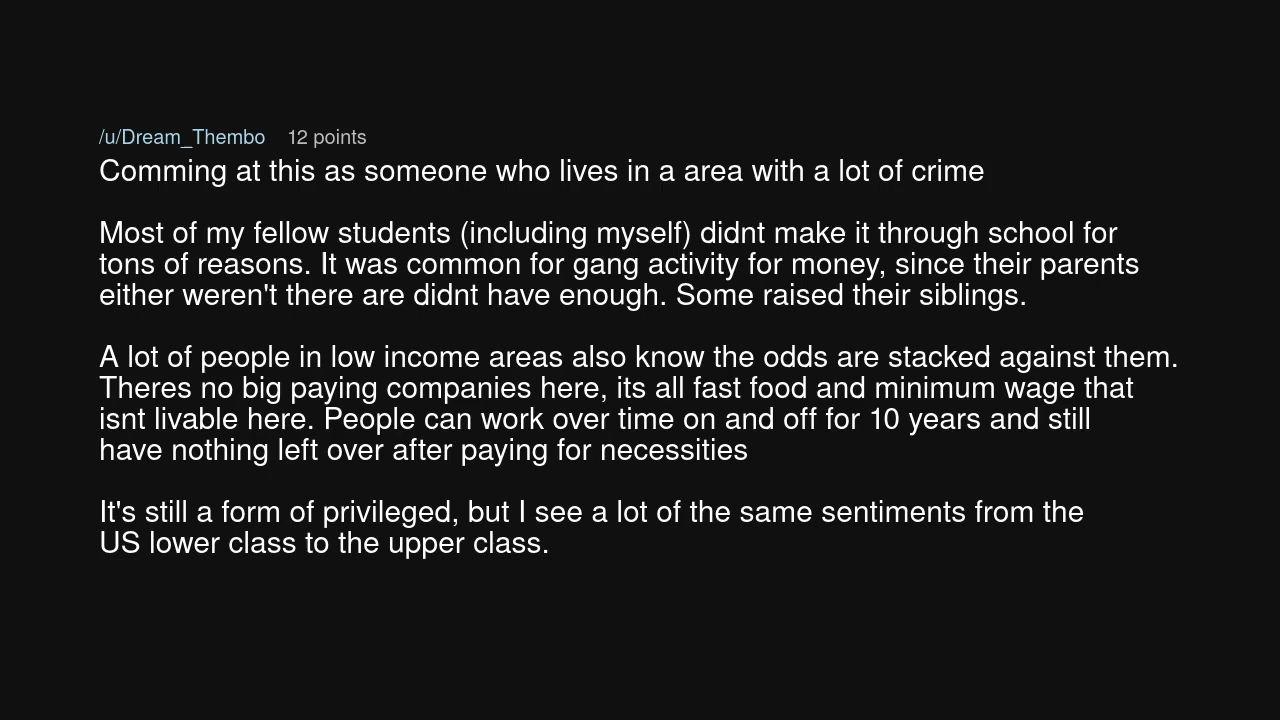 /u/Dream_Thembo 12 points
Comming at this as someone who lives in a area with a lot of crime
Most of my fellow students (including myself) didnt make it through school for
tons of reasons. It was common for gang activity for money, since their parents
either weren't there are didnt have enough. Some raised their siblings.
A lot of people in low income areas also know the odds are stacked against them.
Theres no big paying companies here, its all fast food and minimum wage that
isnt livable here. People can work over time on and off for 10 years and still
have nothing left over after paying for necessities
It's still a form of privileged, but I see a lot of the same sentiments from the
US lower class to the upper class.